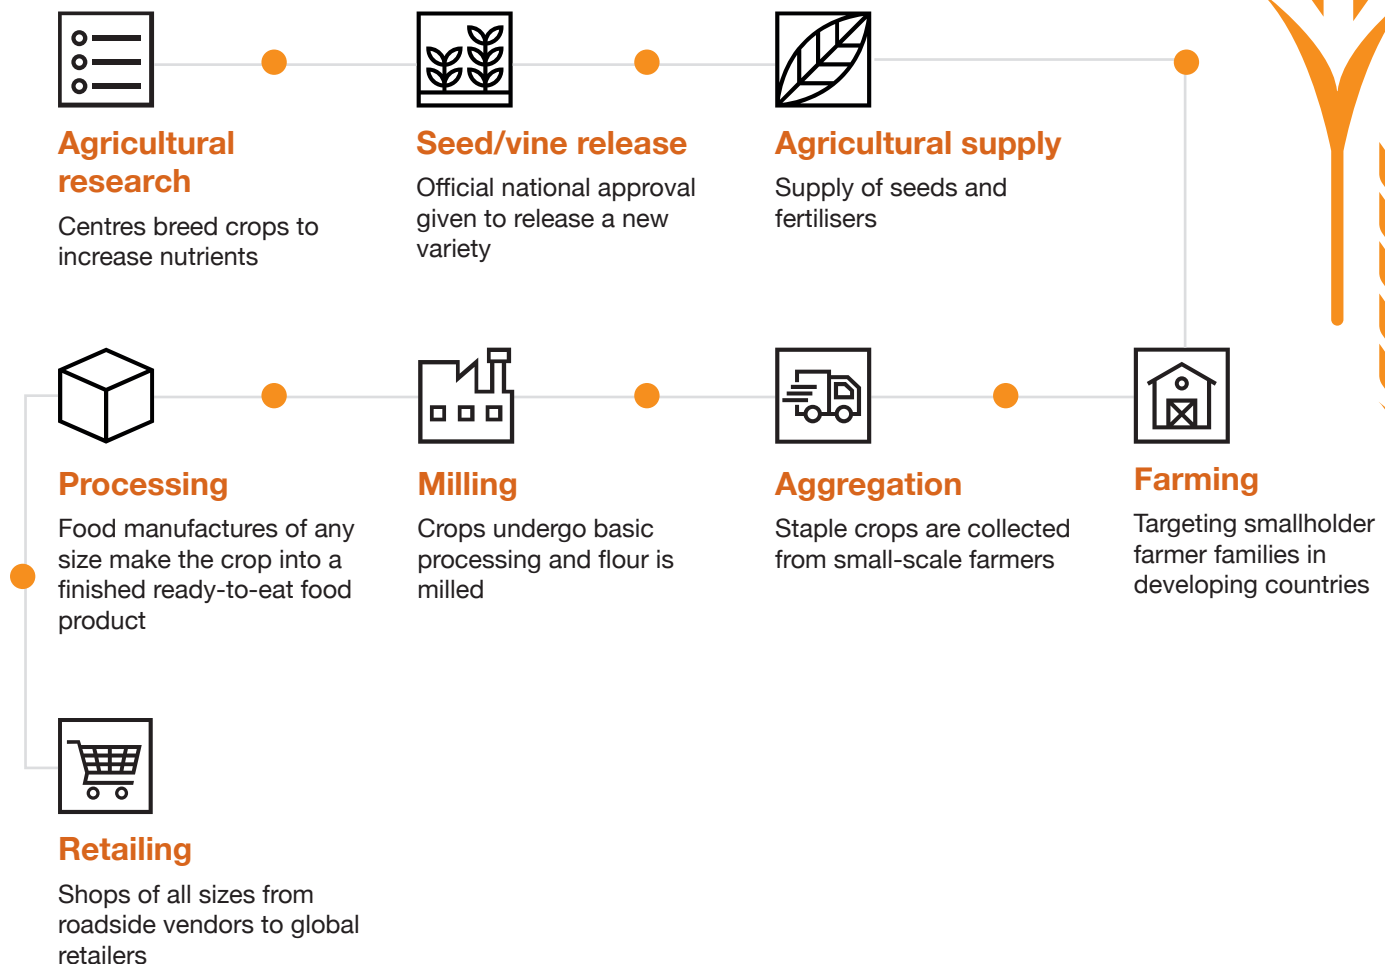 Agricultural
research
Centres breed crops to
increase nutrients
Seed/vine release
Official national approval
given to release a new
variety
Agricultural supply
Supply of seeds and
fertilisers
Farming
Targeting smallholder
farmer families in
developing countries
Aggregation
Staple crops are collected
from small-scale farmers
Milling
Crops undergo basic
processing and flour is
milled
Processing
Food manufactures of any
size make the crop into a
finished ready-to-eat food
product
Retailing
Shops of all sizes from
roadside vendors to global
retailers